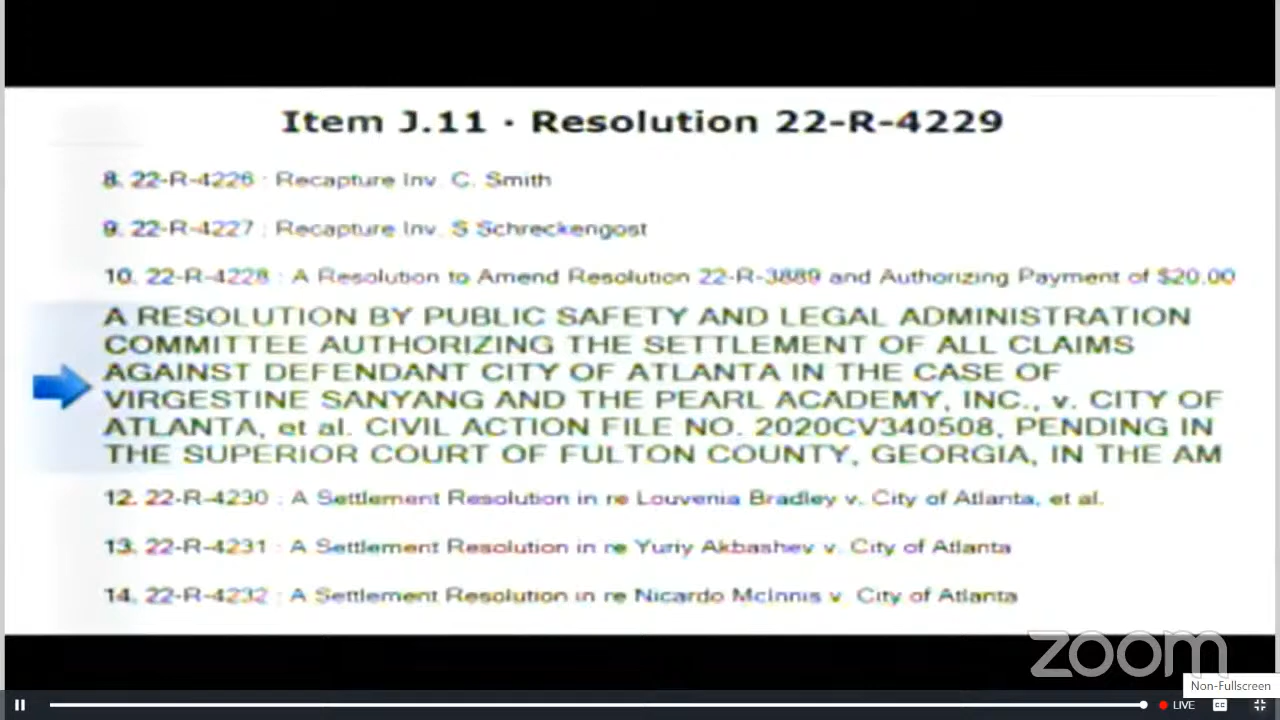 Item J.11 · Resolution 22-R-4229
8. 22-R-4226 : Recapture Inv. C. Smith
9. 22-R-4227 : Recapture Inv. S Schreckengost
10. 22-R-4228 : A Resolution to Amend Resolution 22-R-3889 and Authorizing Payment of $20.00
A RESOLUTION BY PUBLIC SAFETY AND LEGAL ADMINISTRATION
COMMITTEE AUTHORIZING THE SETTLEMENT OF ALL CLAIMS
AGAINST DEFENDANT CITY OF ATLANTA IN THE CASE OF
VIRGESTINE SANYANG AND THE PEARL ACADEMY, INC., v. CITY OF
ATLANTA, et al. CIVIL ACTION FILE NO. 2020CV340508, PENDING IN
THE SUPERIOR COURT OF FULTON COUNTY, GEORGIA, IN THE AM
12. 22-R-4230 : A Settlement Resolution in re Louvenia Bradley v. City of Atlanta, et al.
13. 22-R-4231 : A Settlement Resolution in re Yuriy Akbashev v. City of Atlanta
14. 22-R-4232 : A Settlement Resolution in re Nicardo McInnis v. City of Atlanta
zoom
Non-Fullscreen
LIVE
CC